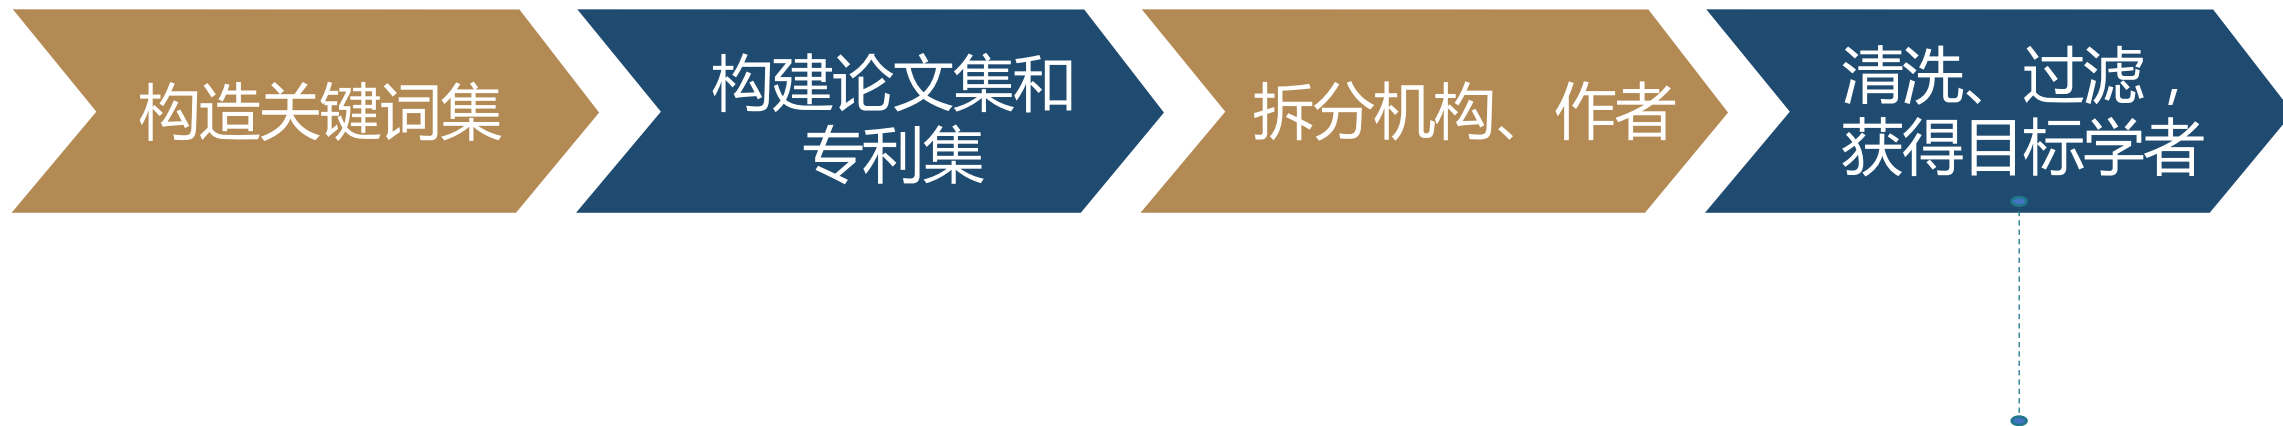 构造关键词集
构建论文集和
专利集
拆分机构、作者
清洗、过滤，
获得目标学者